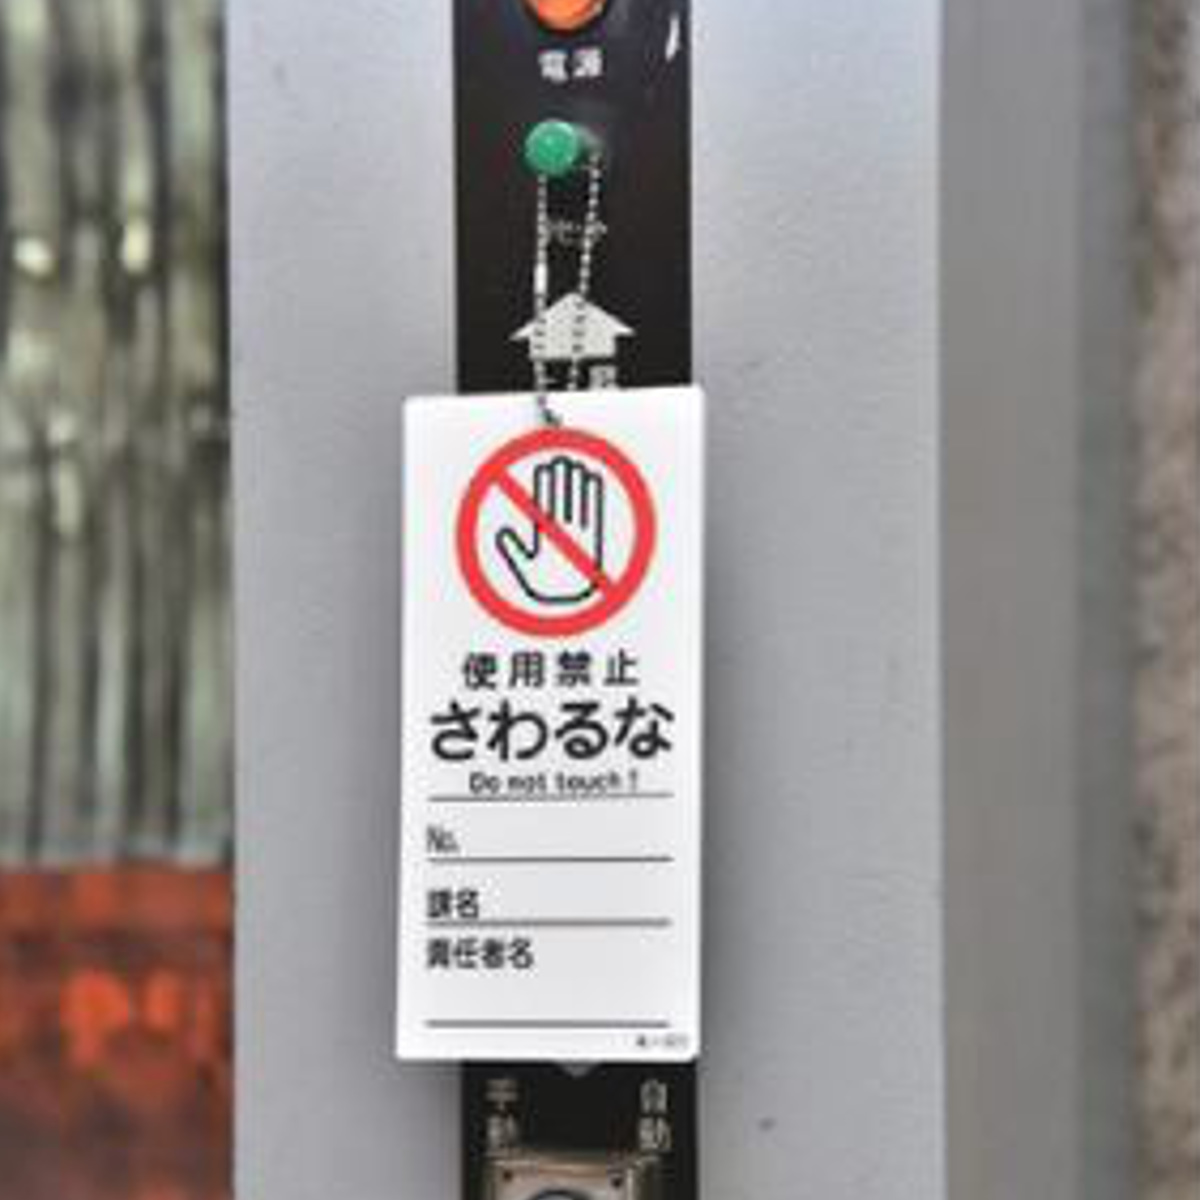 電源
使用禁止
さわるな
Do not touch!
No.
課名
責任者名
手動
自動